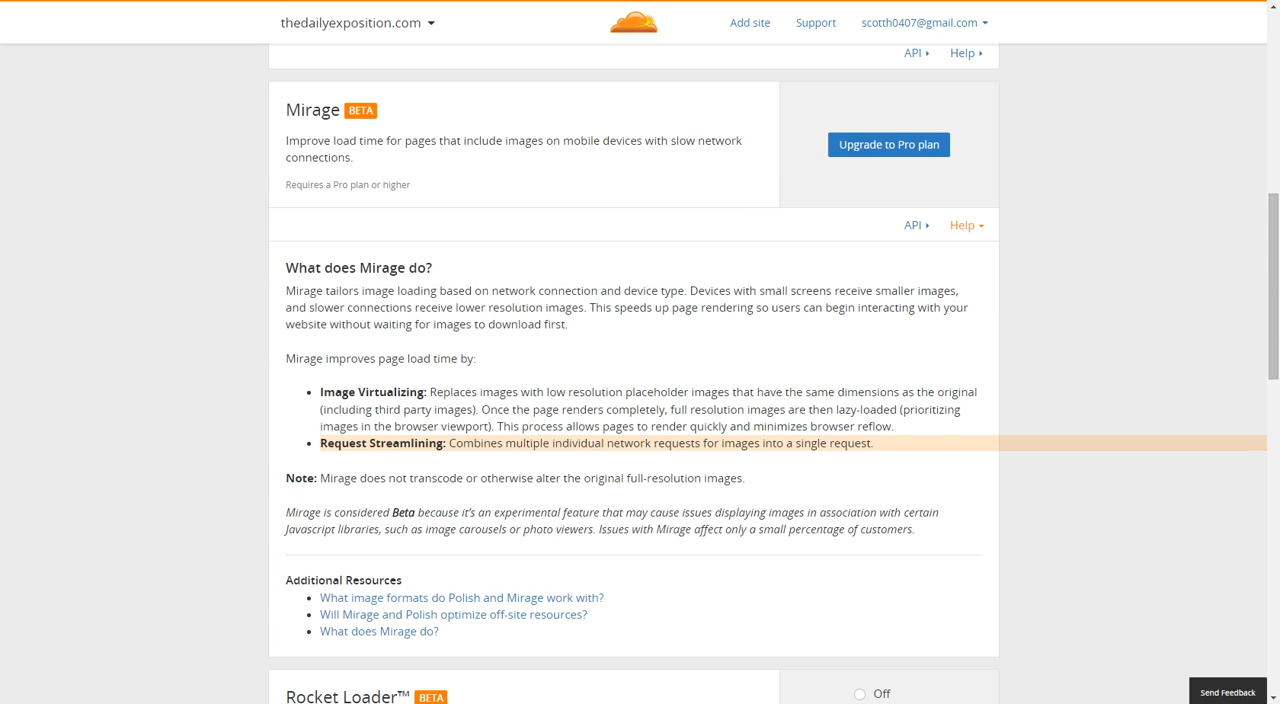 thedailyexposition.com
Add site
Support
scotth0407@gmail.com
API
Help
Mirage BETA
Improve load time for pages that include images on mobile devices with slow network
connections.
Requires a Pro plan or higher
Upgrade to Pro plan
API
Help
What does Mirage do?
Mirage tailors image loading based on network connection and device type. Devices with small screens receive smaller images,
and slower connections receive lower resolution images. This speeds up page rendering so users can begin interacting with your
website without waiting for images to download first.
Mirage improves page load time by:
Image Virtualizing: Replaces images with low resolution placeholder images that have the same dimensions as the original
(including third party images). Once the page renders completely, full resolution images are then lazy-loaded (prioritizing
images in the browser viewport). This process allows pages to render quickly and minimizes browser reflow.
Request Streamlining: Combines multiple individual network requests for images into a single request.
Note: Mirage does not transcode or otherwise alter the original full-resolution images.
Mirage is considered Beta because it's an experimental feature that may cause issues displaying images in association with certain
Javascript libraries, such as image carousels or photo viewers. Issues with Mirage affect only a small percentage of customers.
Additional Resources
What image formats do Polish and Mirage work with?
Will Mirage and Polish optimize off-site resources?
What does Mirage do?
Rocket Loader™ BETA
Off
Send Feedback